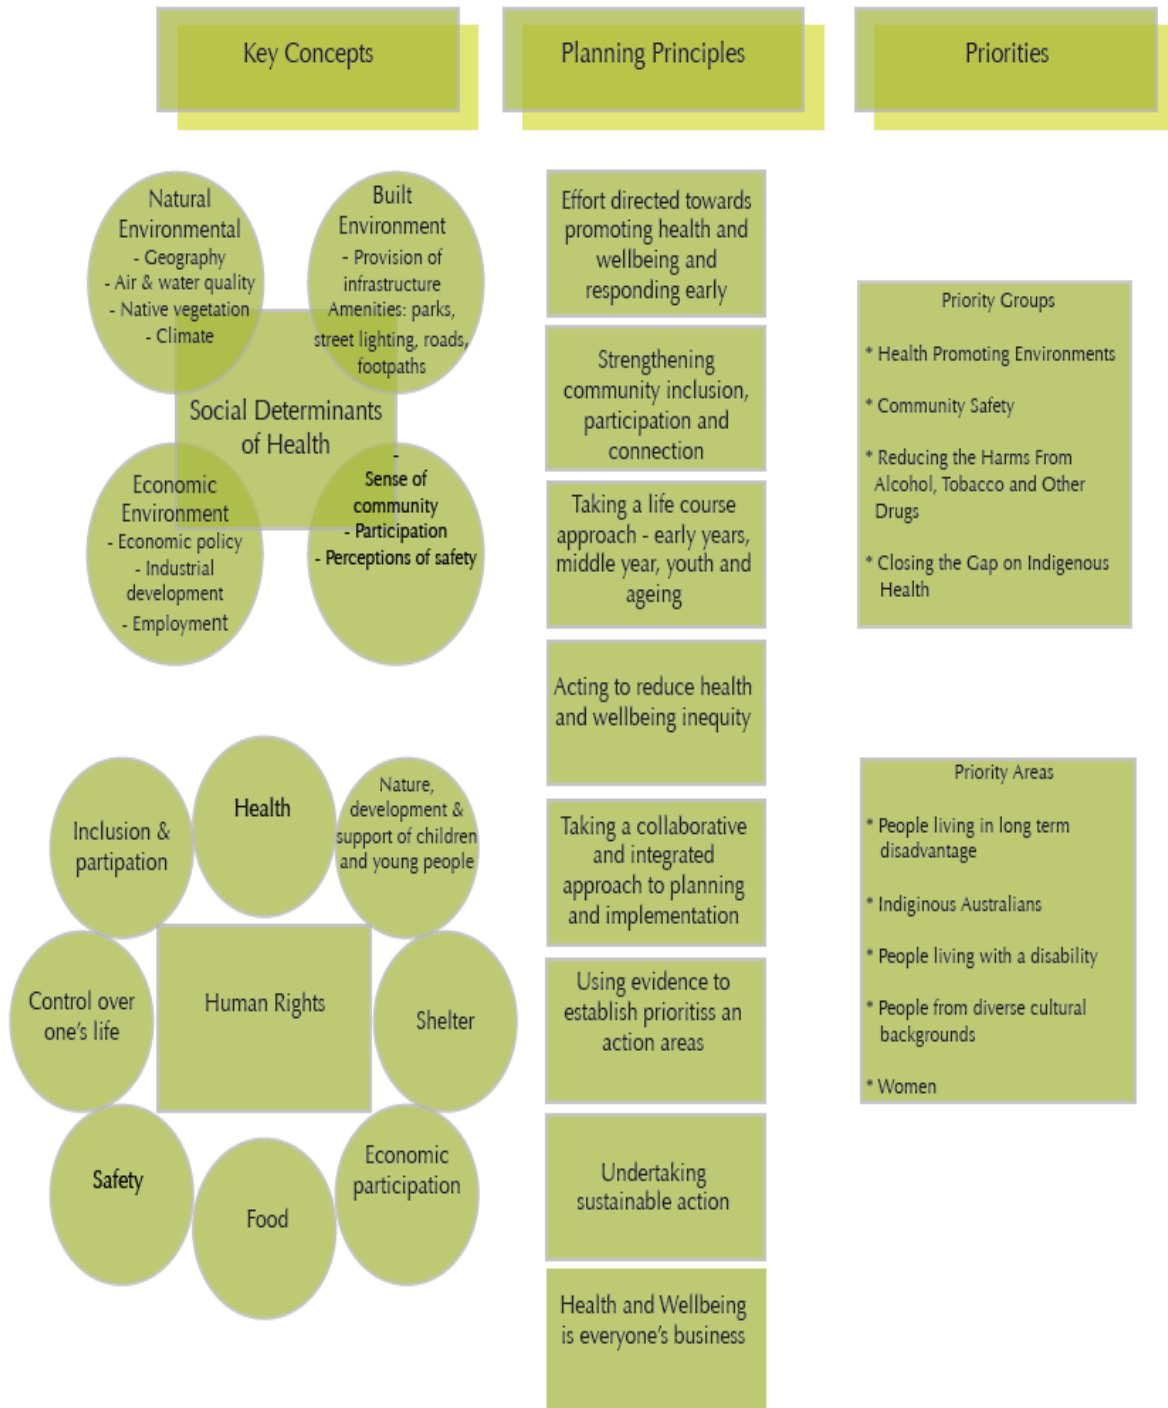 Key Concepts
Planning Principles
Priorities
Natural
Environmental
- Geography
- Air & water quality
- Native vegetation
- Climate
Built
Environment
- Provision of
infrastructure
Amenities: parks,
street lighting, roads,
footpaths
Social Determinants
of Health
Economic
Environment
- Economic policy
- Industrial
development
- Employment
-
Sense of
community
- Participation
- Perceptions of safety
Health
Nature,
development &
support of children
and young people
Inclusion &
partipation
Human Rights
Control over
one's life
Shelter
Safety
Food
Economic
participation
Effort directed towards
promoting health and
wellbeing and
responding early
Strengthening
community inclusion,
participation and
connection
Taking a life course
approach - early years,
middle year, youth and
ageing
Acting to reduce health
and wellbeing inequity
Taking a collaborative
and integrated
approach to planning
and implementation
Using evidence to
establish prioritiss an
action areas
Undertaking
sustainable action
Health and Wellbeing
is everyone's business
Priority Groups
* Health Promoting Environments
* Community Safety
* Reducing the Harms From
Alcohol, Tobacco and Other
Drugs
* Closing the Gap on Indigenous
Health
Priority Areas
* People living in long term
disadvantage
* Indiginous Australians
* People living with a disability
* People from diverse cultural
backgrounds
* Women